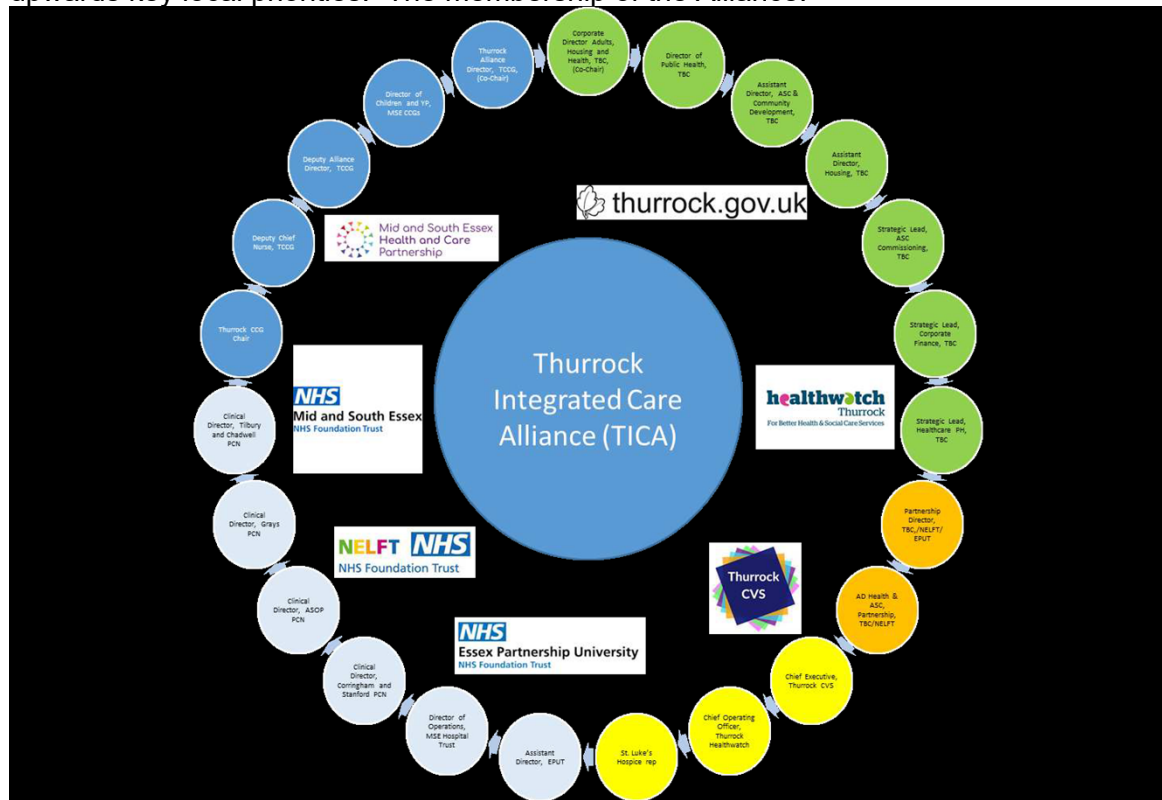 upwards key local priorities. The membership of the Alliance:
Thurrock
Alliance
Director, TCCG,
(Co-Chair)
Corporate
Director Adults,
Housing and
Health, TBC,
(Co-Chair)
Director of
Public Health,
TBC
Assistant
Director, ASC &
Community
Development,
TBC
Assistant
Director,
Housing, TBC
Strategic Lead,
ASC
Commissioning,
TBC
Strategic Lead,
Corporate
Finance, TBC
Strategic Lead,
Healthcare PH,
TBC
Partnership
Director,
TBC,/NELFT/
EPUT
AD Health &
ASC,
Partnership,
TBC/NELFT
Chief Executive,
Thurrock CVS
Chief Operating
Officer,
Thurrock
Healthwatch
St. Luke's
Hospice rep
Assistant
Director, EPUT
Director of
Operations,
MSE Hospital
Trust
Clinical
Director,
Corringham and
Stanford PCN
Clinical
Director, ASOP
PCN
Clinical
Director, Grays
PCN
Clinical
Director, Tilbury
and Chadwell
PCN
Thurrock CCG
Chair
Deputy Chief
Nurse, TCCG
Deputy Alliance
Director, TCCG
Director of
Children and YP,
MSE CCGs
thurrock.gov.uk
Mid and South Essex
Health and Care
Partnership
Thurrock
Integrated Care
Alliance (TICA)
NHS
Mid and South Essex
NHS Foundation Trust
healthwatch
Thurrock
For Better Health & Social Care Services
NELFT NHS
NHS Foundation Trust
Thurrock
CVS
NHS
Essex Partnership University
NHS Foundation Trust